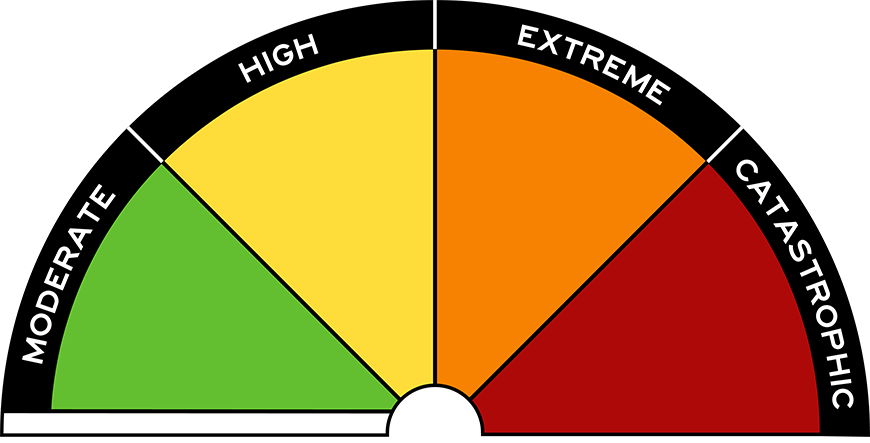 MODERATE
HIGH
EXTREME
CATASTROPHIC